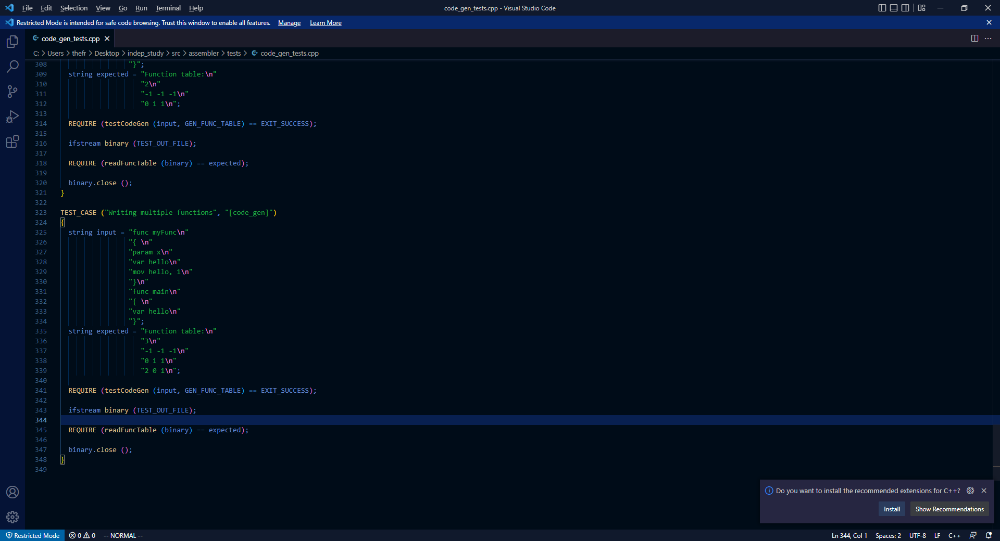 File Edit Selection View Go Run Terminal Help
code_gen_tests.cpp - Visual Studio Code
Restricted Mode is intended for safe code browsing. Trust this window to enable all features. Manage Learn More
code_gen_tests.cpp
C: > Users > thefr > Desktop > indep_study > src > assembler > tests > code_gen_tests.cpp
308 "}";
309 string expected = "Function table:\n"
310 "2\n"
311 "-1 -1 -1\n"
312 "0 1 1\n";
313
314 REQUIRE (testCodeGen (input, GEN_FUNC_TABLE) == EXIT_SUCCESS);
315
316 ifstream binary (TEST_OUT_FILE);
317
318 REQUIRE (readFuncTable (binary) == expected);
319
320 binary.close ();
321 }
322
323 TEST_CASE ("Writing multiple functions", "[code_gen]")
324 {
325 string input = "func myFunc\n"
326 "{ \n"
327 "param x\n"
328 "var hello\n"
329 "mov hello, 1\n"
330 "}\n"
331 "func main\n"
332 "{ \n"
333 "var hello\n"
334 "}";
335 string expected = "Function table:\n"
336 "3\n"
337 "-1 -1 -1\n"
338 "0 1 1\n"
339 "2 0 1\n";
340
341 REQUIRE (testCodeGen (input, GEN_FUNC_TABLE) == EXIT_SUCCESS);
342
343 ifstream binary (TEST_OUT_FILE);
344
345 REQUIRE (readFuncTable (binary) == expected);
346
347 binary.close ();
348 }
349
Do you want to install the recommended extensions for C++?
Install Show Recommendations
Restricted Mode 0 0 -- NORMAL -- Ln 344, Col 1 Spaces: 2 UTF-8 LF C++